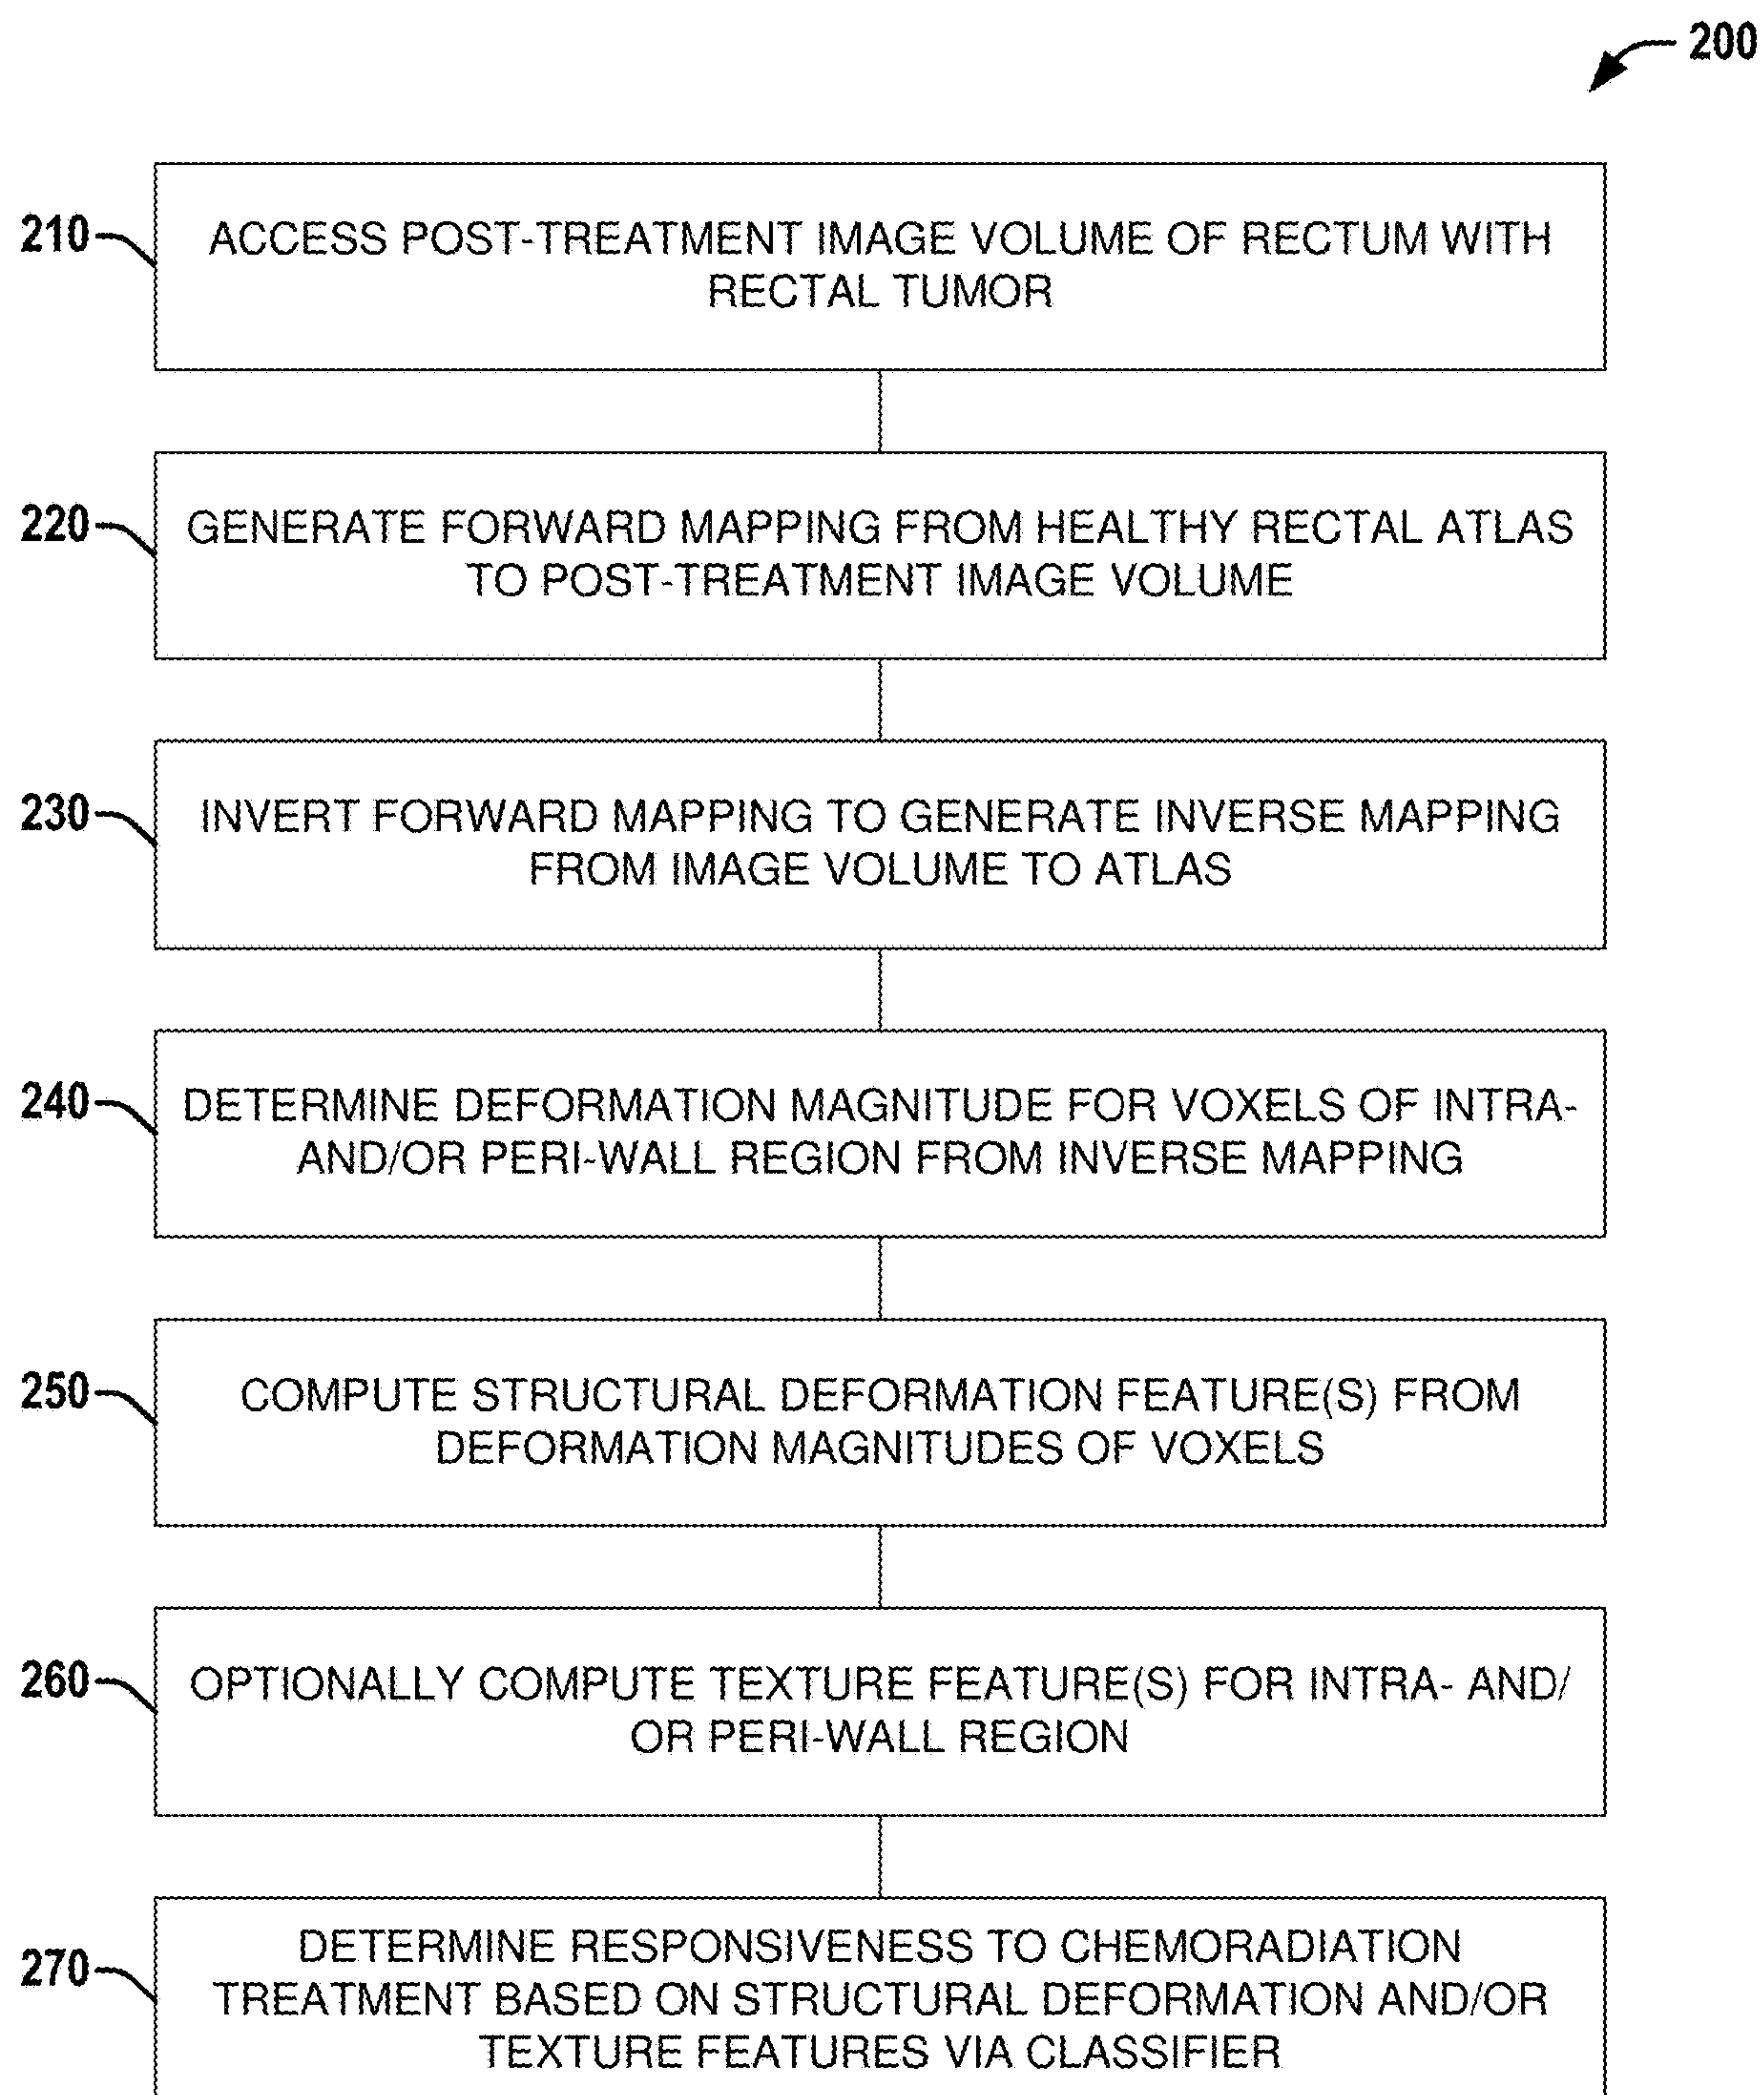 200
210
ACCESS POST-TREATMENT IMAGE VOLUME OF RECTUM WITH
RECTAL TUMOR
220
GENERATE FORWARD MAPPING FROM HEALTHY RECTAL ATLAS
TO POST-TREATMENT IMAGE VOLUME
230
INVERT FORWARD MAPPING TO GENERATE INVERSE MAPPING
FROM IMAGE VOLUME TO ATLAS
240
DETERMINE DEFORMATION MAGNITUDE FOR VOXELS OF INTRA-
AND/OR PERI-WALL REGION FROM INVERSE MAPPING
250
COMPUTE STRUCTURAL DEFORMATION FEATURE(S) FROM
DEFORMATION MAGNITUDES OF VOXELS
260
OPTIONALLY COMPUTE TEXTURE FEATURE(S) FOR INTRA- AND/
OR PERI-WALL REGION
270
DETERMINE RESPONSIVENESS TO CHEMORADIATION
TREATMENT BASED ON STRUCTURAL DEFORMATION AND/OR
TEXTURE FEATURES VIA CLASSIFIER